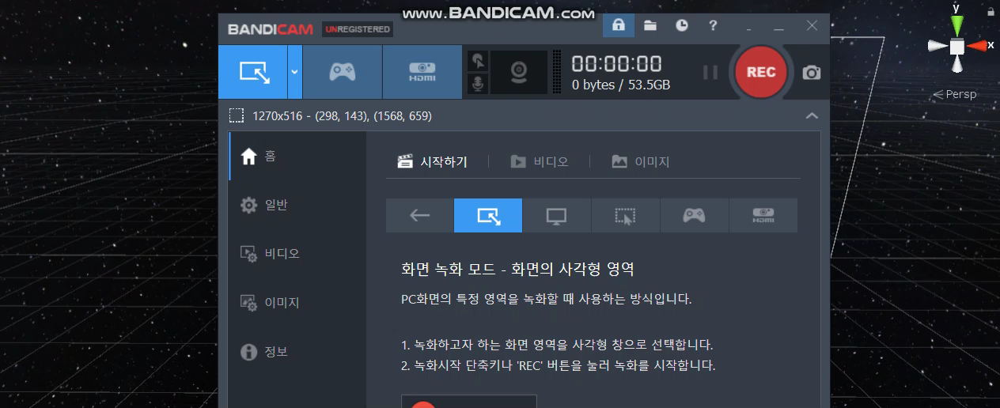 www.BANDICAM.com
BANDICAM UNREGISTERED
?
y
x
HDMI
00:00:00
0 bytes / 53.5GB
REC
< Persp
1270x516 - (298, 143), (1568, 659)
홈
일반
비디오
이미지
정보
시작하기 비디오 이미지
HDMI
화면 녹화 모드 - 화면의 사각형 영역
PC화면의 특정 영역을 녹화할 때 사용하는 방식입니다.
1. 녹화하고자 하는 화면 영역을 사각형 창으로 선택합니다.
2. 녹화시작 단축키나 'REC' 버튼을 눌러 녹화를 시작합니다.